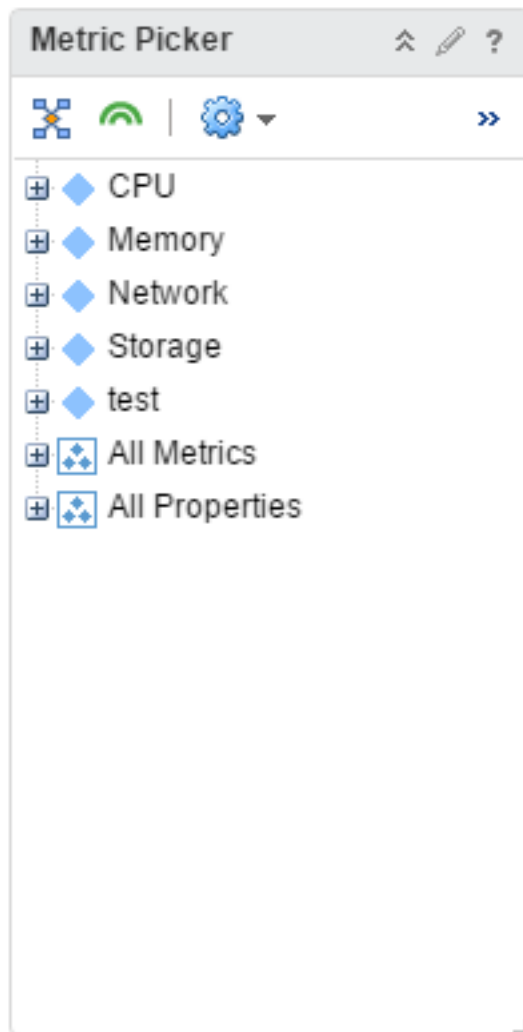 Metric Picker ?
CPU
Memory
Network
Storage
test
All Metrics
All Properties